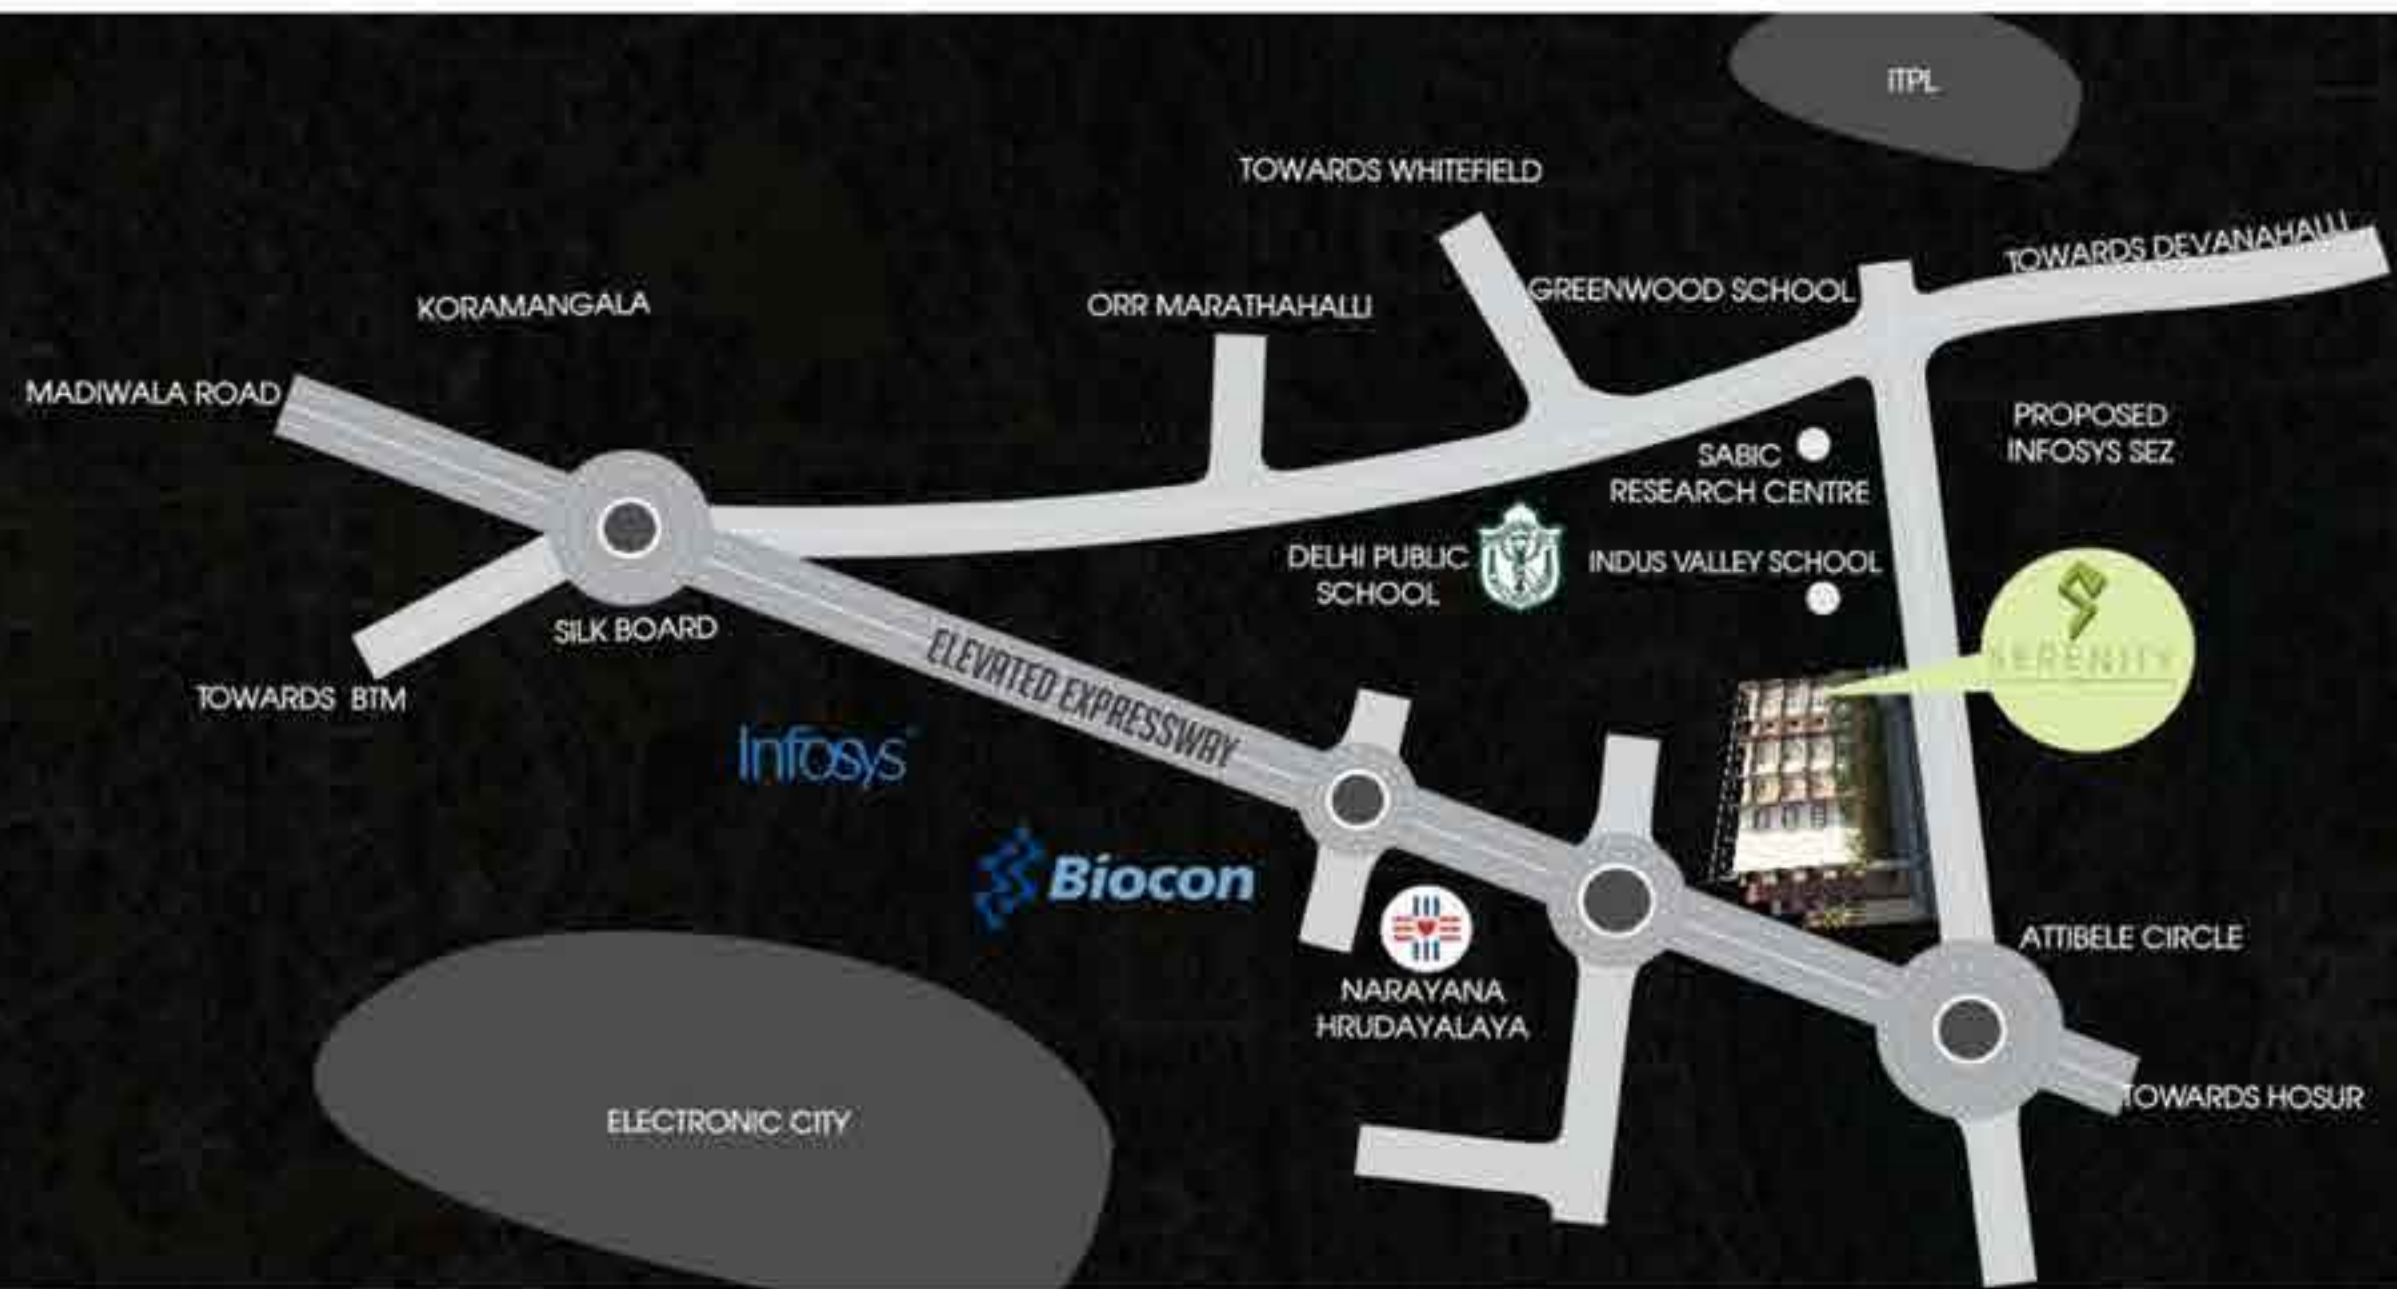 ITPL
TOWARDS WHITEFIELD
TOWARDS DEVANAHALLI
GREENWOOD SCHOOL
KORAMANGALA
ORR MARATHAHALLI
MADIWALA ROAD
PROPOSED
INFOSYS SEZ
SABIC
RESEARCH CENTRE
DELHI PUBLIC
SCHOOL
INDUS VALLEY SCHOOL
SILK BOARD
SERENITY
TOWARDS BTM
ELEVATED EXPRESSWAY
Infosys
Biocon
NARAYANA
HRUDAYALAYA
ATTIBELE CIRCLE
TOWARDS HOSUR
ELECTRONIC CITY